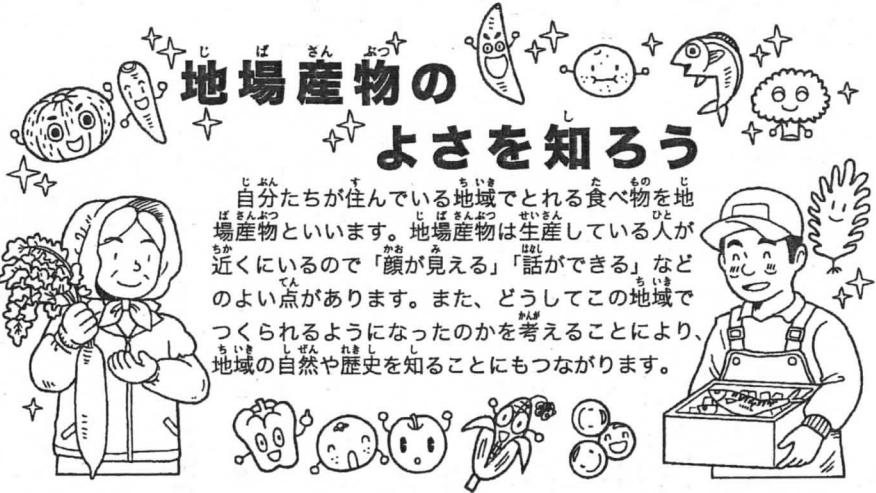 地場産物の
よさを知ろう
自分たちが住んでいる地域でとれる食べ物を地
場産物といいます。地場産物は生産している人が
近くにいるので「顔が見える」「話ができる」など
のよい点があります。また、どうしてこの地域で
つくられるようになったのかを考えることにより、
地域の自然や歴史を知ることにもつながります。